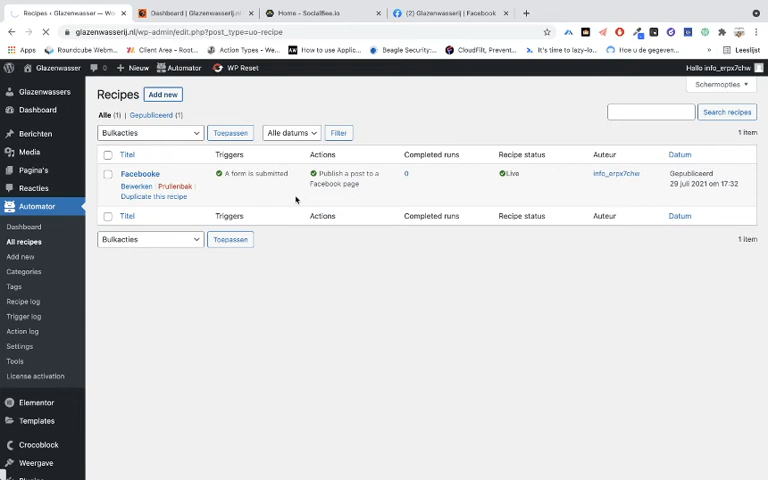 Recipes ‹ Glazenwasser — WP
Dashboard | Glazenwasserij.nl
Home - Socialflee.io
(2) Glazenwasserij | Facebook
glazenwasserij.nl/wp-admin/edit.php?post_type=uo-recipe
Apps
Roundcube Webm...
Client Area - Root...
Action Types - We...
How to use Applic...
Beagle Security:...
CloudFilt, Prevent...
It's time to lazy-lo...
Hoe u de gegeven...
Leeslijst
Glazenwasser
0
Nieuw
Automator
WP Reset
Hallo info_erpx7chw
Glazenwassers
Dashboard
Berichten
Media
Pagina's
Reacties
Automator
Dashboard
All recipes
Add new
Categories
Tags
Recipe log
Trigger log
Action log
Settings
Tools
License activation
Elementor
Templates
Crocoblock
Weergave
Schermopties
Recipes
Add new
Alle (1) | Gepubliceerd (1)
Search recipes
Bulkacties
Toepassen
Alle datums
Filter
1 item
Titel
Triggers
Actions
Completed runs
Recipe status
Auteur
Datum
Facebooke
Bewerken | Prullenbak |
Duplicate this recipe
A form is submitted
Publish a post to a
Facebook page
0
Live
info_erpx7chw
Gepubliceerd
29 juli 2021 om 17:32
Titel
Triggers
Actions
Completed runs
Recipe status
Auteur
Datum
Bulkacties
Toepassen
1 item